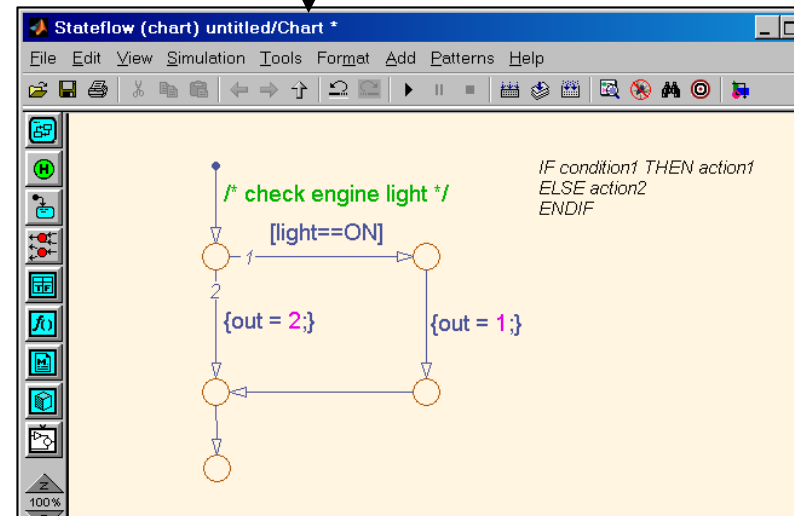 Stateflow (chart) untitled/Chart *
File Edit View Simulation Tools Format Add Patterns Help
H
IF condition1 THEN action1
ELSE action2
ENDIF
/* check engine light */
[light==ON]
1
2
{out = 2;}
{out = 1;}
TF
f()
M
Z
100%